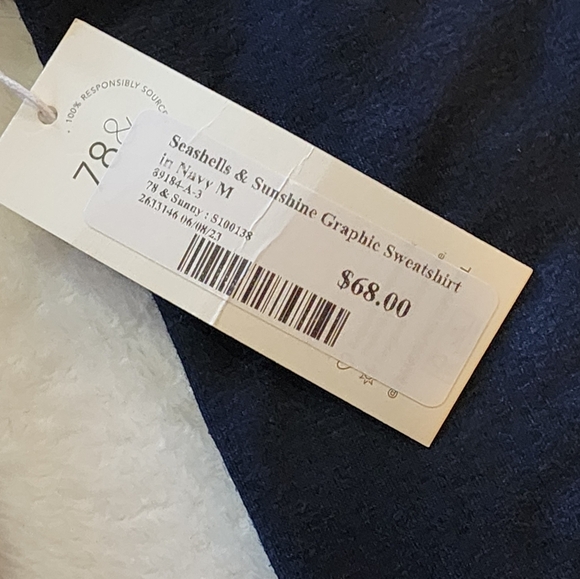 100% RESPONSIBLY SOURC
78 &
Seashells & Sunshine Graphic Sweatshirt
in Navy M
89184-A-3
78 & Sunny : S100138
2633146 06/08/23
$68.00